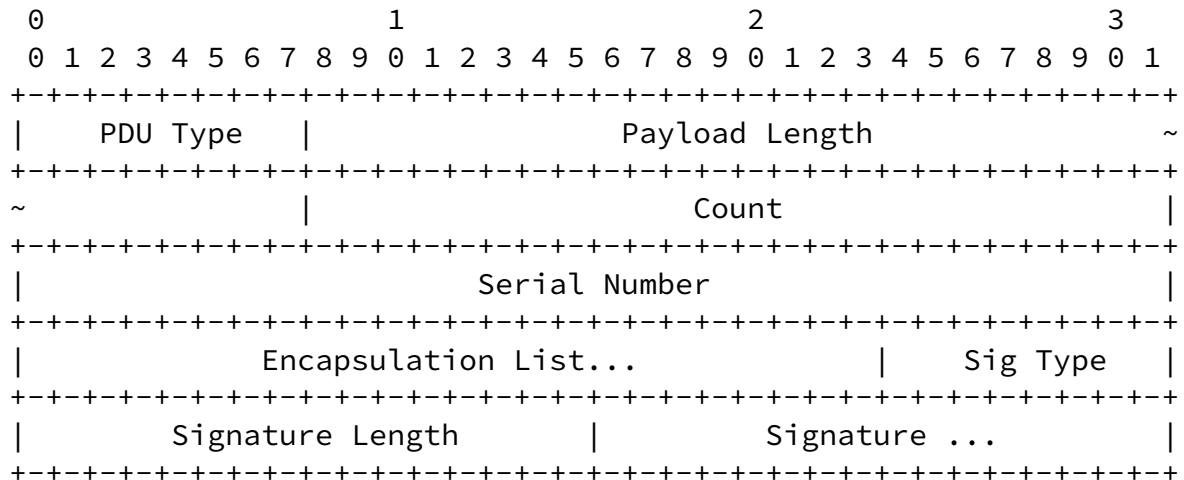 0                   1                   2                   3
 0 1 2 3 4 5 6 7 8 9 0 1 2 3 4 5 6 7 8 9 0 1 2 3 4 5 6 7 8 9 0 1
+-+-+-+-+-+-+-+-+-+-+-+-+-+-+-+-+-+-+-+-+-+-+-+-+-+-+-+-+-+-+-+-+
|    PDU Type   |                 Payload Length                ~
+-+-+-+-+-+-+-+-+-+-+-+-+-+-+-+-+-+-+-+-+-+-+-+-+-+-+-+-+-+-+-+-+
~               |                     Count                     |
+-+-+-+-+-+-+-+-+-+-+-+-+-+-+-+-+-+-+-+-+-+-+-+-+-+-+-+-+-+-+-+-+
|                         Serial Number                         |
+-+-+-+-+-+-+-+-+-+-+-+-+-+-+-+-+-+-+-+-+-+-+-+-+-+-+-+-+-+-+-+-+
|             Encapsulation List...             |    Sig Type   |
+-+-+-+-+-+-+-+-+-+-+-+-+-+-+-+-+-+-+-+-+-+-+-+-+-+-+-+-+-+-+-+-+
|        Signature Length       |         Signature ...         |
+-+-+-+-+-+-+-+-+-+-+-+-+-+-+-+-+-+-+-+-+-+-+-+-+-+-+-+-+-+-+-+-+